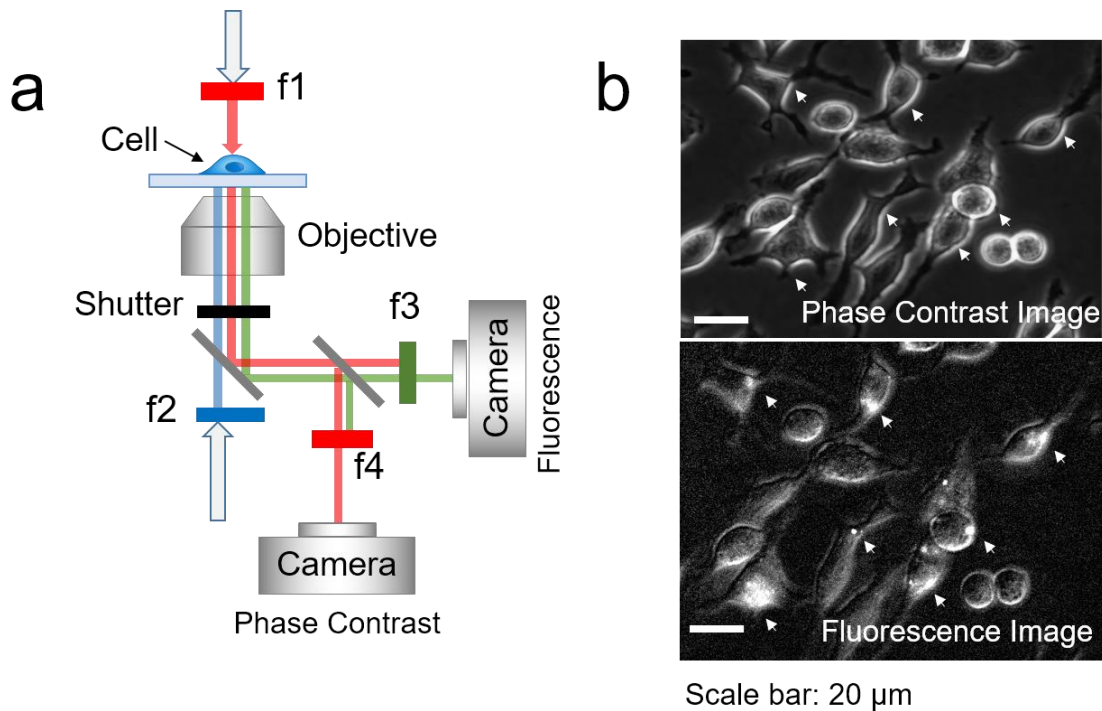 a
f1
Cell
Objective
Shutter
f3
f2
f4
Camera
Fluorescence
Camera
Phase Contrast
b
Phase Contrast Image
Fluorescence Image
Scale bar: 20 μm